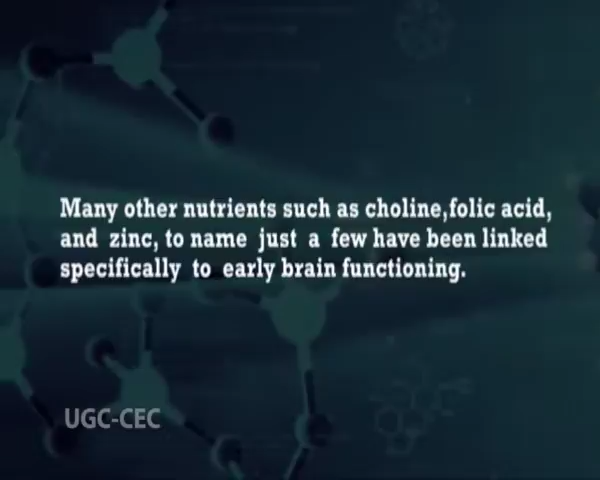 Many other nutrients such as choline,folic acid,
and zinc, to name just a few have been linked
specifically to early brain functioning.
UGC-CEC